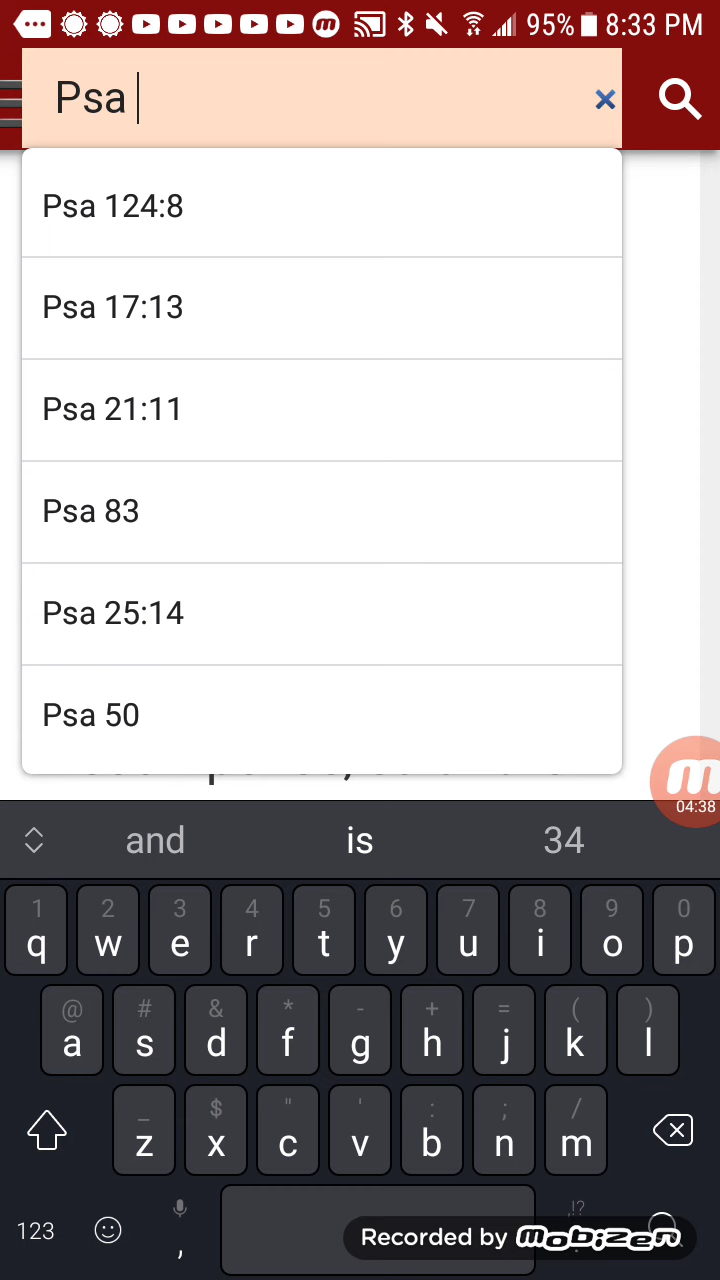 95% 8:33 PM
Psa
Psa 124:8
Psa 17:13
Psa 21:11
Psa 83
Psa 25:14
Psa 50
04:38
and is 34
1 2 3 4 5 6 7 8 9 0
q w e r t y u i o p
@ # & * - + = ( )
a s d f g h j k l
_ $ " ' : ; /
z x c v b n m
123 , ,!?
Recorded by mobizen